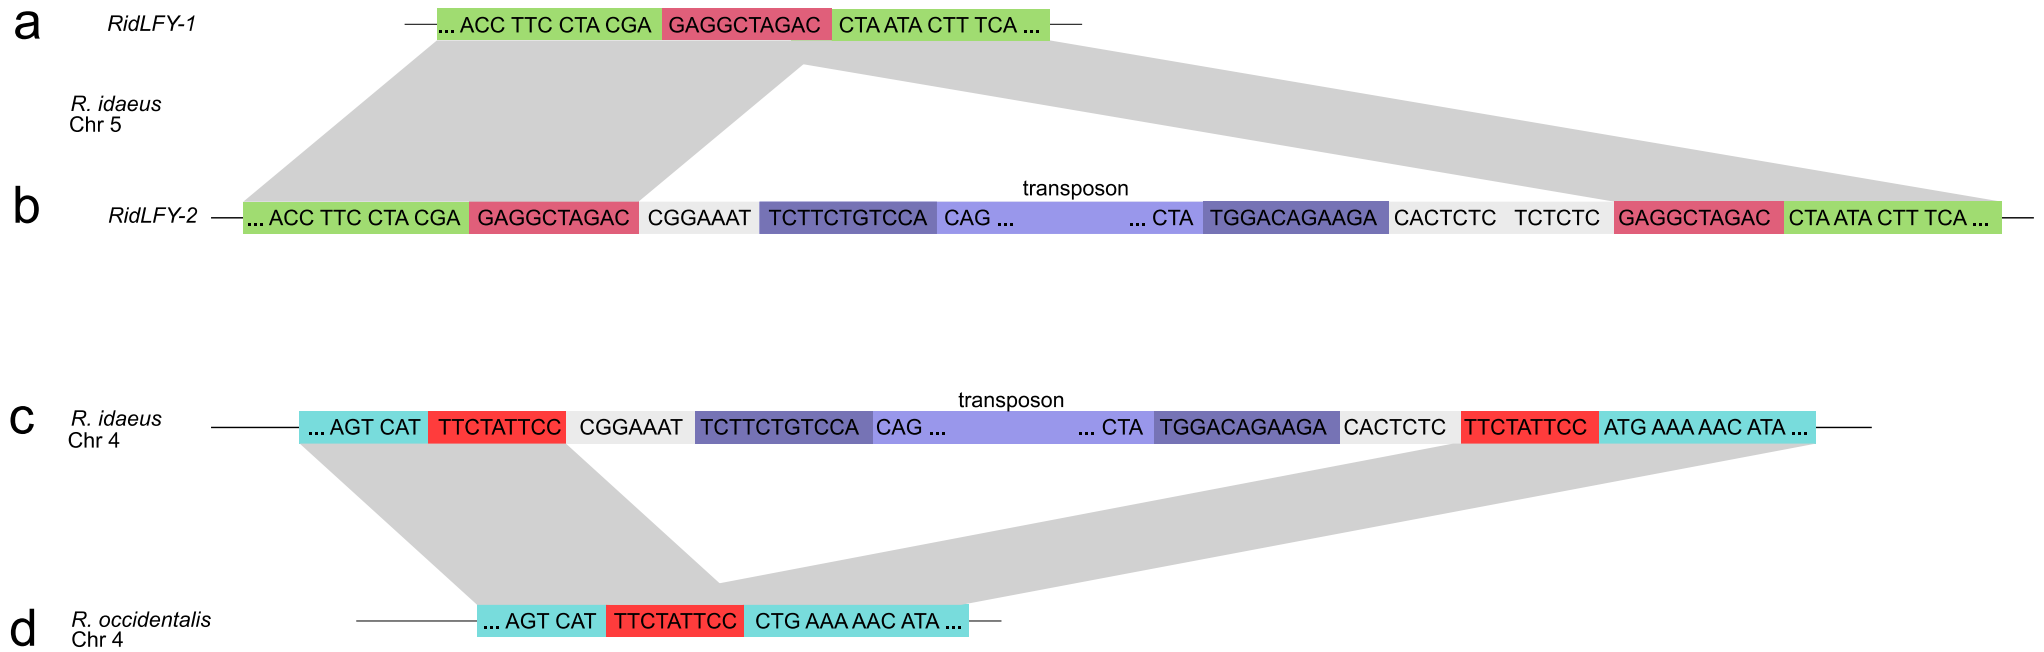 a RidLFY-1 ... ACC TTC CTA CGA GAGGCTAGAC CTA ATA CTT TCA ...
R. idaeus
Chr 5
transposon
b RidLFY-2 ... ACC TTC CTA CGA GAGGCTAGAC CGGAAAT TCTTCTGTCCA CAG ... ... CTA TGGACAGAAGA CACTCTC TCTCTC GAGGCTAGAC CTA ATA CTT TCA ...
transposon
c R. idaeus ... AGT CAT TTCTATTCC CGGAAAT TCTTCTGTCCA CAG ... ... CTA TGGACAGAAGA CACTCTC TTCTATTCC ATG AAA AAC ATA ...
Chr 4
d R. occidentalis ... AGT CAT TTCTATTCC CTG AAA AAC ATA ...
Chr 4